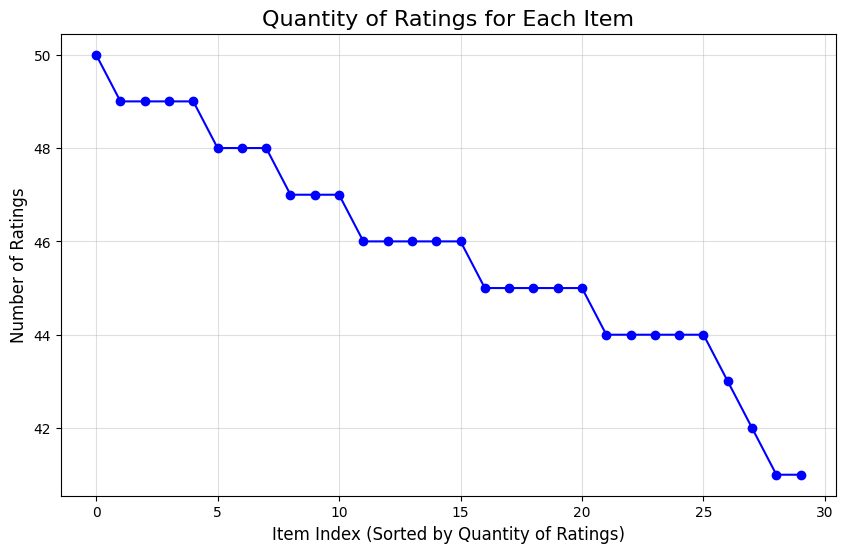 Quantity of Ratings for Each Item
50
48
46
44
42
Number of Ratings
0 5 10 15 20 25 30
Item Index (Sorted by Quantity of Ratings)